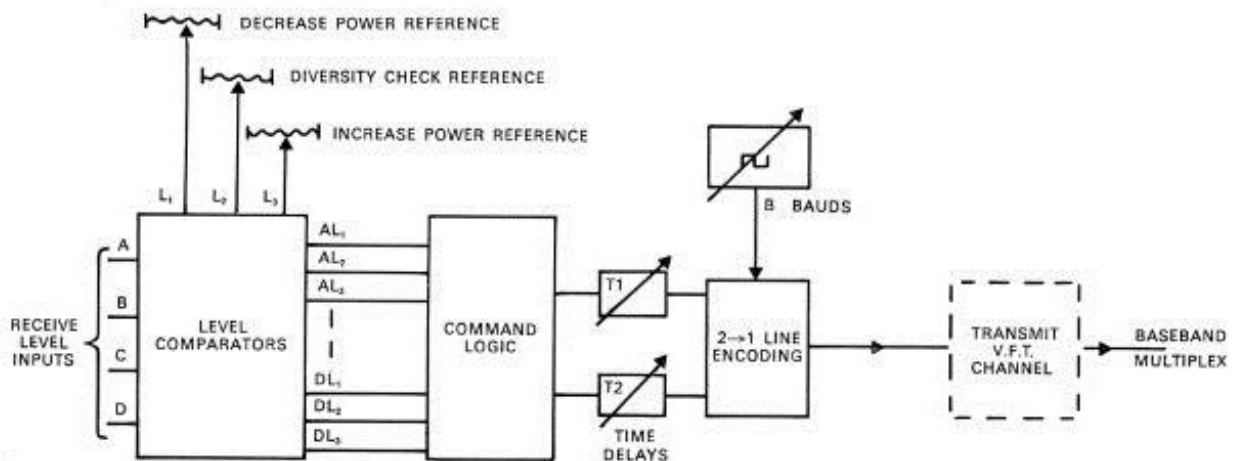 DECREASE POWER REFERENCE
DIVERSITY CHECK REFERENCE
INCREASE POWER REFERENCE
L₁ L₂ L₃
B BAUDS
A
B
C
D
RECEIVE
LEVEL
INPUTS
LEVEL
COMPARATORS
AL₁
AL₂
AL₃
DL₁
DL₂
DL₃
COMMAND
LOGIC
T1
T2
TIME
DELAYS
2→1 LINE
ENCODING
TRANSMIT
V.F.T.
CHANNEL
BASEBAND
MULTIPLEX